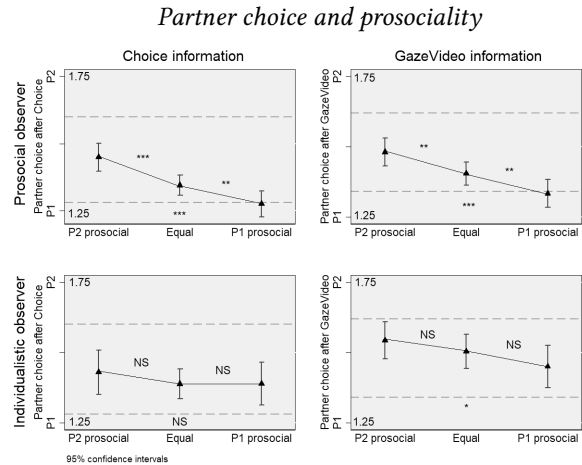 Partner choice and prosociality
Choice information
GazeVideo information
Prosocial observer
Partner choice after Choice
P2
P1
1.75
1.25
***
**
***
P2 prosocial
Equal
P1 prosocial
Partner choice after GazeVideo
P2
P1
1.75
1.25
**
**
***
P2 prosocial
Equal
P1 prosocial
Individualistic observer
Partner choice after Choice
P2
P1
1.75
1.25
NS
NS
NS
P2 prosocial
Equal
P1 prosocial
Partner choice after GazeVideo
P2
P1
1.75
1.25
NS
NS
*
P2 prosocial
Equal
P1 prosocial
95% confidence intervals